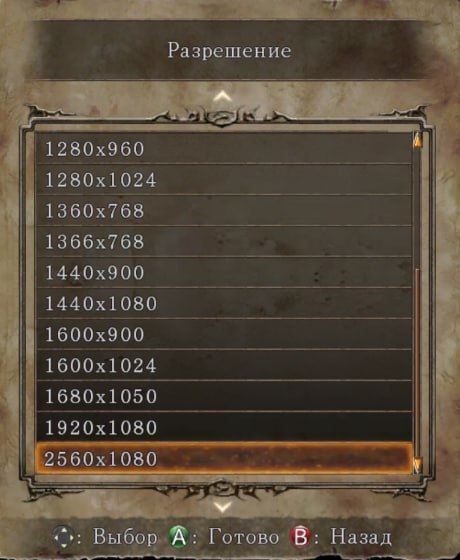 Разрешение
1280x960
1280x1024
1360x768
1366x768
1440x900
1440x1080
1600x900
1600x1024
1680x1050
1920x1080
2560x1080
: Выбор A: Готово B: Назад